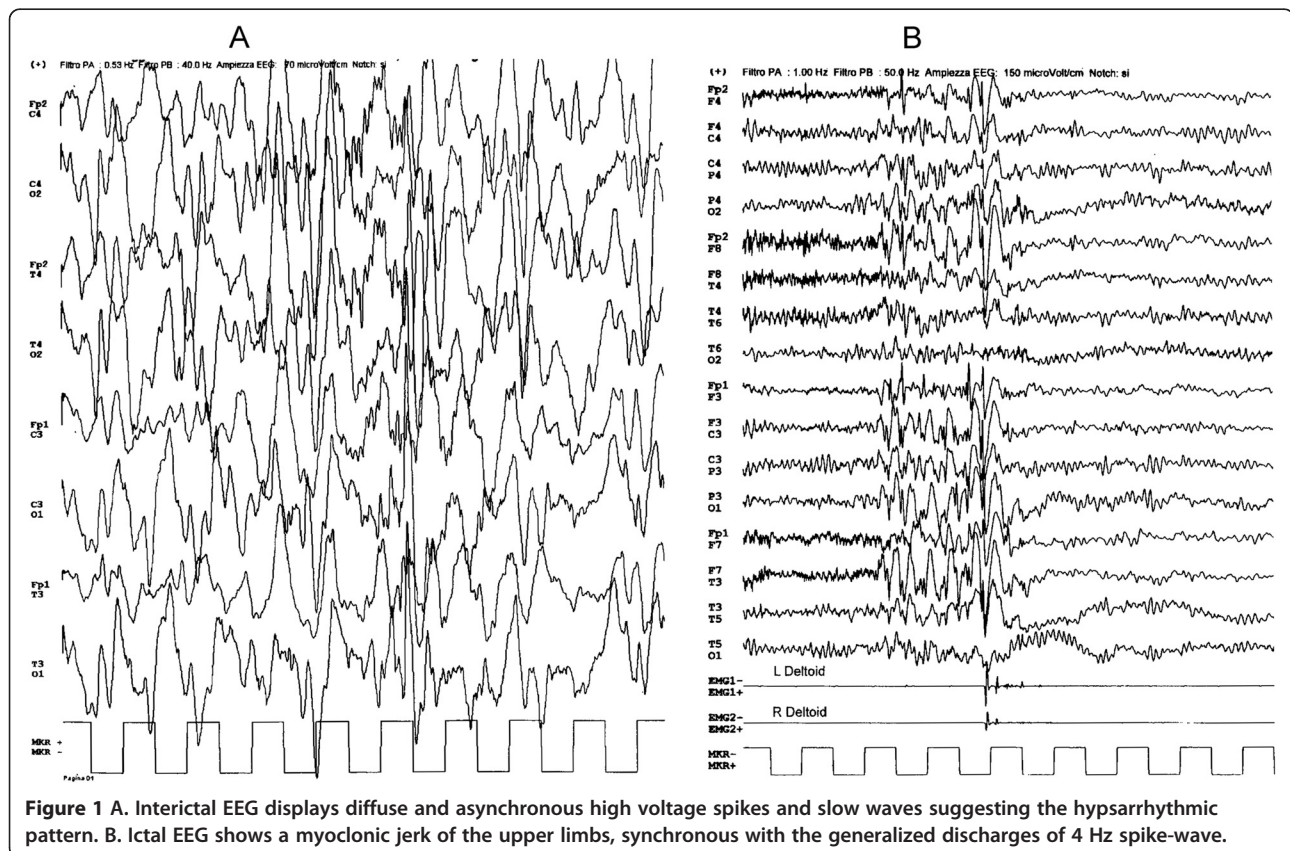 A
(+) Filtro PA : 0.53 Hz Filtro PB : 40.0 Hz Ampiezza EEG: 70 microVolt/cm Notch: si
Fp2
C4
C4
O2
Fp2
T4
T4
O2
Fp1
C3
C3
O1
Fp1
T3
T3
O1
MKR +
MKR -
Pagina 01
B
(+) Filtro PA : 1.00 Hz Filtro PB : 50.0 Hz Ampiezza EEG: 150 microVolt/cm Notch: si
Fp2
F4
F4
C4
C4
P4
P4
O2
Fp2
F8
F8
T4
T4
T6
T6
O2
Fp1
F3
F3
C3
C3
P3
P3
O1
Fp1
F7
F7
T3
T3
T5
T5
O1
L Deltoid
EMG1-
EMG1+
R Deltoid
EMG2-
EMG2+
MKR-
MKR+
Figure 1 A. Interictal EEG displays diffuse and asynchronous high voltage spikes and slow waves suggesting the hypsarrhythmic
pattern. B. Ictal EEG shows a myoclonic jerk of the upper limbs, synchronous with the generalized discharges of 4 Hz spike-wave.